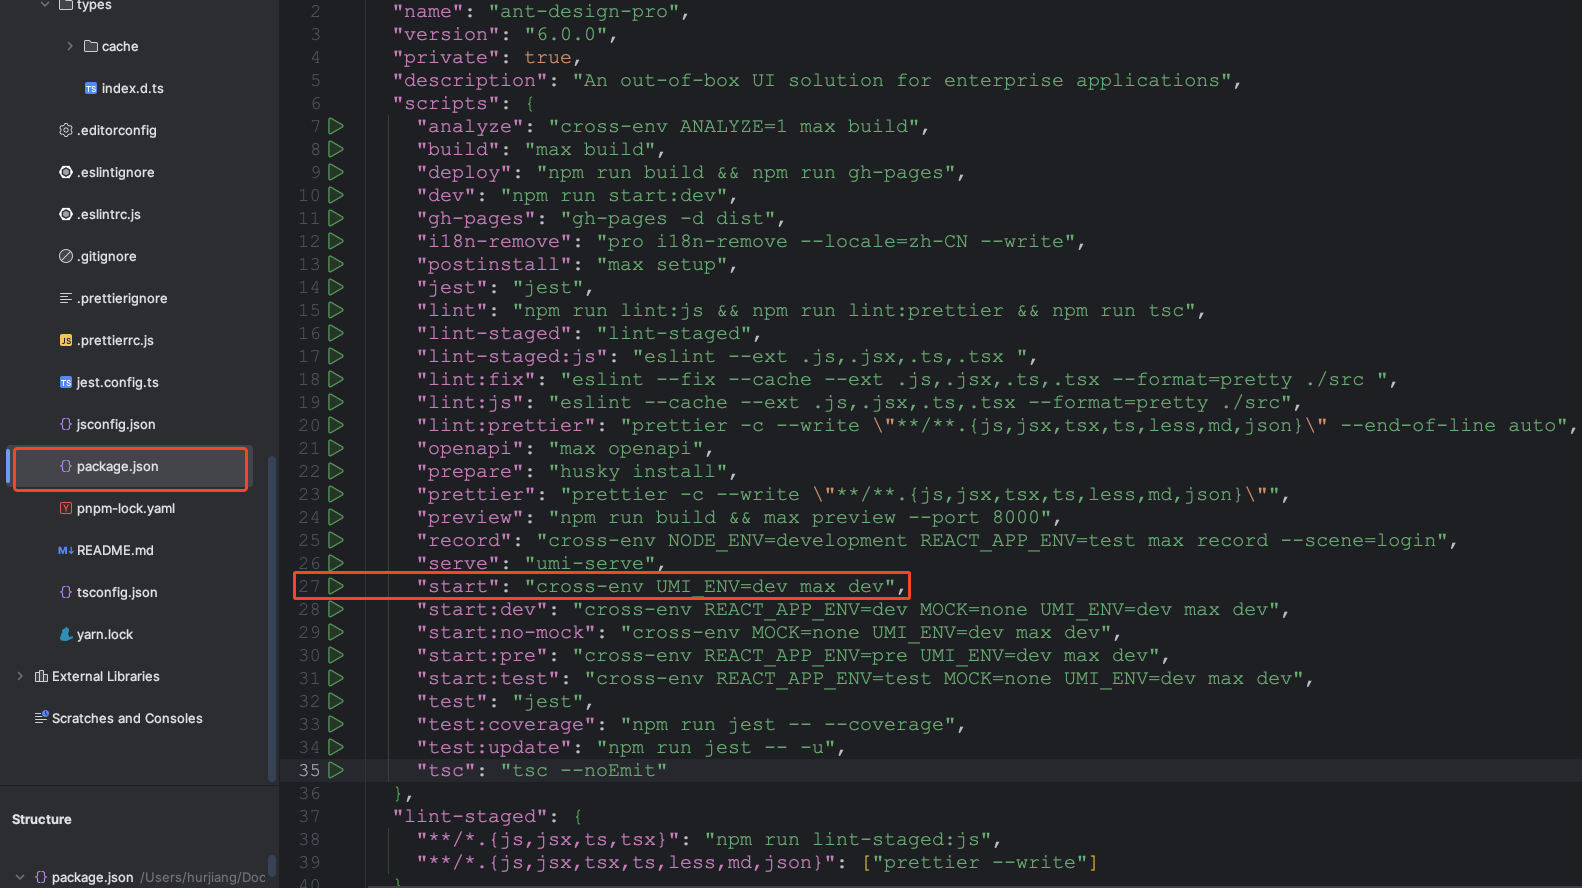 types
cache
TS index.d.ts
.editorconfig
.eslintignore
.eslintrc.js
.gitignore
.prettierignore
JS .prettierrc.js
TS jest.config.ts
{} jsconfig.json
{} package.json
Y pnpm-lock.yaml
M↓ README.md
{} tsconfig.json
yarn.lock
External Libraries
Scratches and Consoles
Structure
{} package.json /Users/hurjiang/Doc
2 "name": "ant-design-pro",
3 "version": "6.0.0",
4 "private": true,
5 "description": "An out-of-box UI solution for enterprise applications",
6 "scripts": {
7 "analyze": "cross-env ANALYZE=1 max build",
8 "build": "max build",
9 "deploy": "npm run build && npm run gh-pages",
10 "dev": "npm run start:dev",
11 "gh-pages": "gh-pages -d dist",
12 "i18n-remove": "pro i18n-remove --locale=zh-CN --write",
13 "postinstall": "max setup",
14 "jest": "jest",
15 "lint": "npm run lint:js && npm run lint:prettier && npm run tsc",
16 "lint-staged": "lint-staged",
17 "lint-staged:js": "eslint --ext .js,.jsx,.ts,.tsx ",
18 "lint:fix": "eslint --fix --cache --ext .js,.jsx,.ts,.tsx --format=pretty ./src ",
19 "lint:js": "eslint --cache --ext .js,.jsx,.ts,.tsx --format=pretty ./src",
20 "lint:prettier": "prettier -c --write \"**/**.{js,jsx,tsx,ts,less,md,json}\" --end-of-line auto",
21 "openapi": "max openapi",
22 "prepare": "husky install",
23 "prettier": "prettier -c --write \"**/**.{js,jsx,tsx,ts,less,md,json}\"",
24 "preview": "npm run build && max preview --port 8000",
25 "record": "cross-env NODE_ENV=development REACT_APP_ENV=test max record --scene=login",
26 "serve": "umi-serve",
27 "start": "cross-env UMI_ENV=dev max dev",
28 "start:dev": "cross-env REACT_APP_ENV=dev MOCK=none UMI_ENV=dev max dev",
29 "start:no-mock": "cross-env MOCK=none UMI_ENV=dev max dev",
30 "start:pre": "cross-env REACT_APP_ENV=pre UMI_ENV=dev max dev",
31 "start:test": "cross-env REACT_APP_ENV=test MOCK=none UMI_ENV=dev max dev",
32 "test": "jest",
33 "test:coverage": "npm run jest -- --coverage",
34 "test:update": "npm run jest -- -u",
35 "tsc": "tsc --noEmit"
36 },
37 "lint-staged": {
38 "**/*.{js,jsx,ts,tsx}": "npm run lint-staged:js",
39 "**/*.{js,jsx,tsx,ts,less,md,json}": ["prettier --write"]
40 }